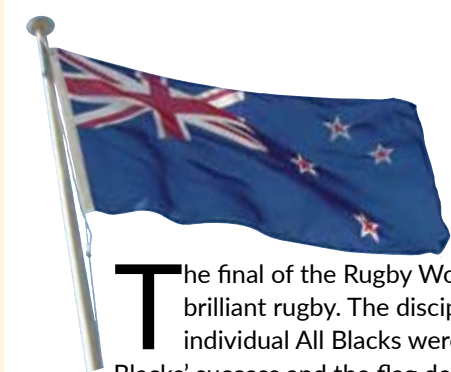 The final of the Rugby Wo
brilliant rugby. The discip
individual All Blacks were
Blacks' success and the flag de